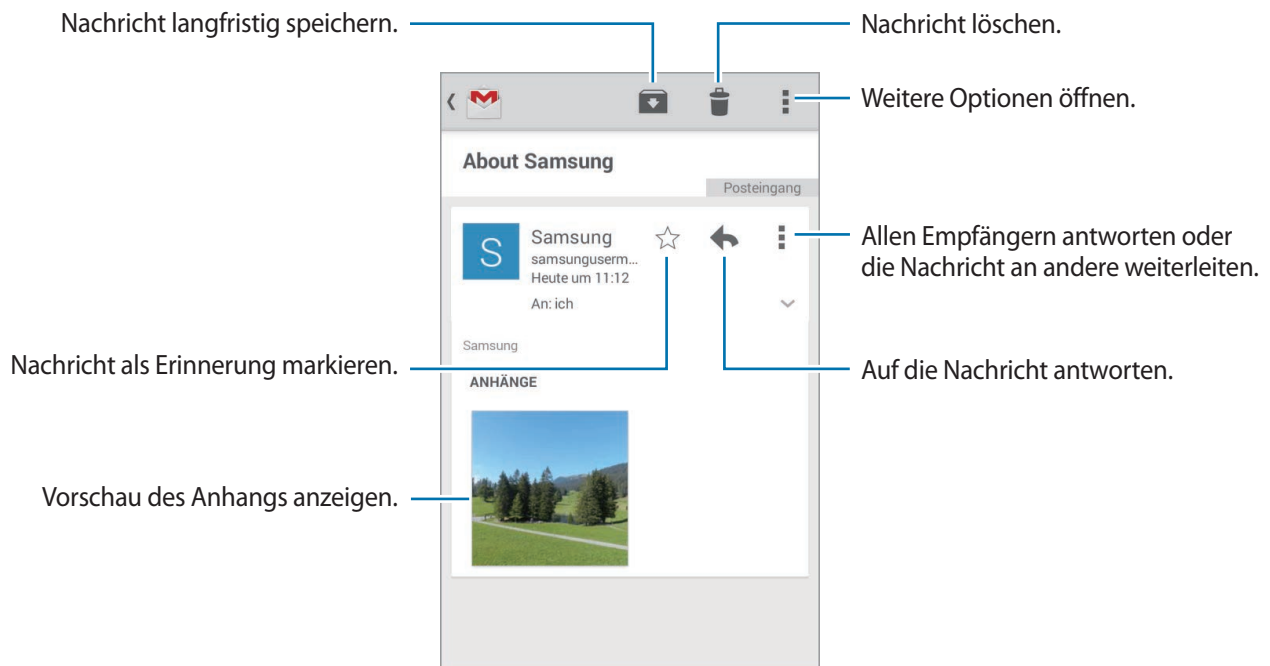 Nachricht langfristig speichern.
Nachricht löschen.
Weitere Optionen öffnen.
About Samsung
Posteingang
S
Samsung
samsunguserm...
Heute um 11:12
An: ich
Allen Empfängern antworten oder
die Nachricht an andere weiterleiten.
Samsung
Nachricht als Erinnerung markieren.
Auf die Nachricht antworten.
ANHÄNGE
Vorschau des Anhangs anzeigen.